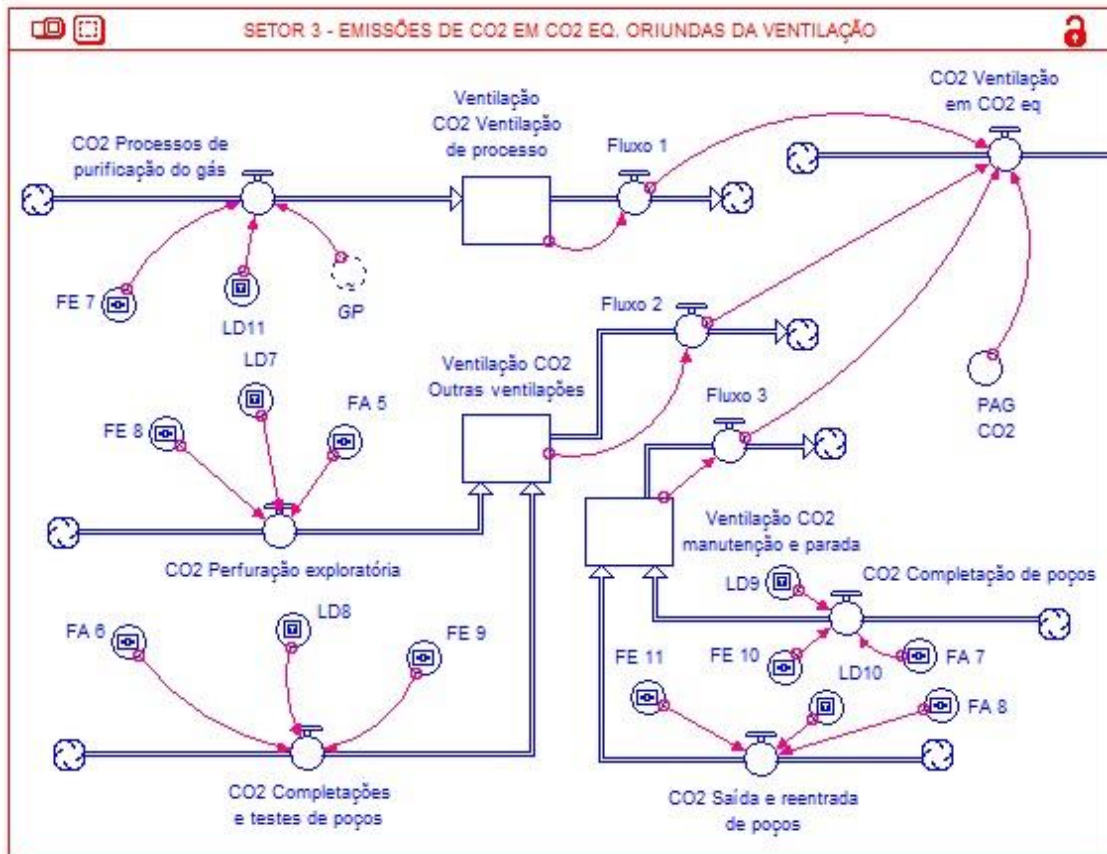 SETOR 3 - EMISSÕES DE CO2 EM CO2 EQ. ORIUNDAS DA VENTILAÇÃO
CO2 Ventilação
em CO2 eq
Ventilação
CO2 Ventilação
de processo
Fluxo 1
CO2 Processos de
purificação do gás
FE 7
LD11
GP
Fluxo 2
LD7
Ventilação CO2
Outras ventilações
FA 5
FE 8
Fluxo 3
PAG
CO2
CO2 Perfuração exploratória
Ventilação CO2
manutenção e parada
LD9
CO2 Completação de poços
FA 6
LD8
FE 9
FE 11
FE 10
LD10
FA 7
FA 8
CO2 Completações
e testes de poços
CO2 Saída e reentrada
de poços